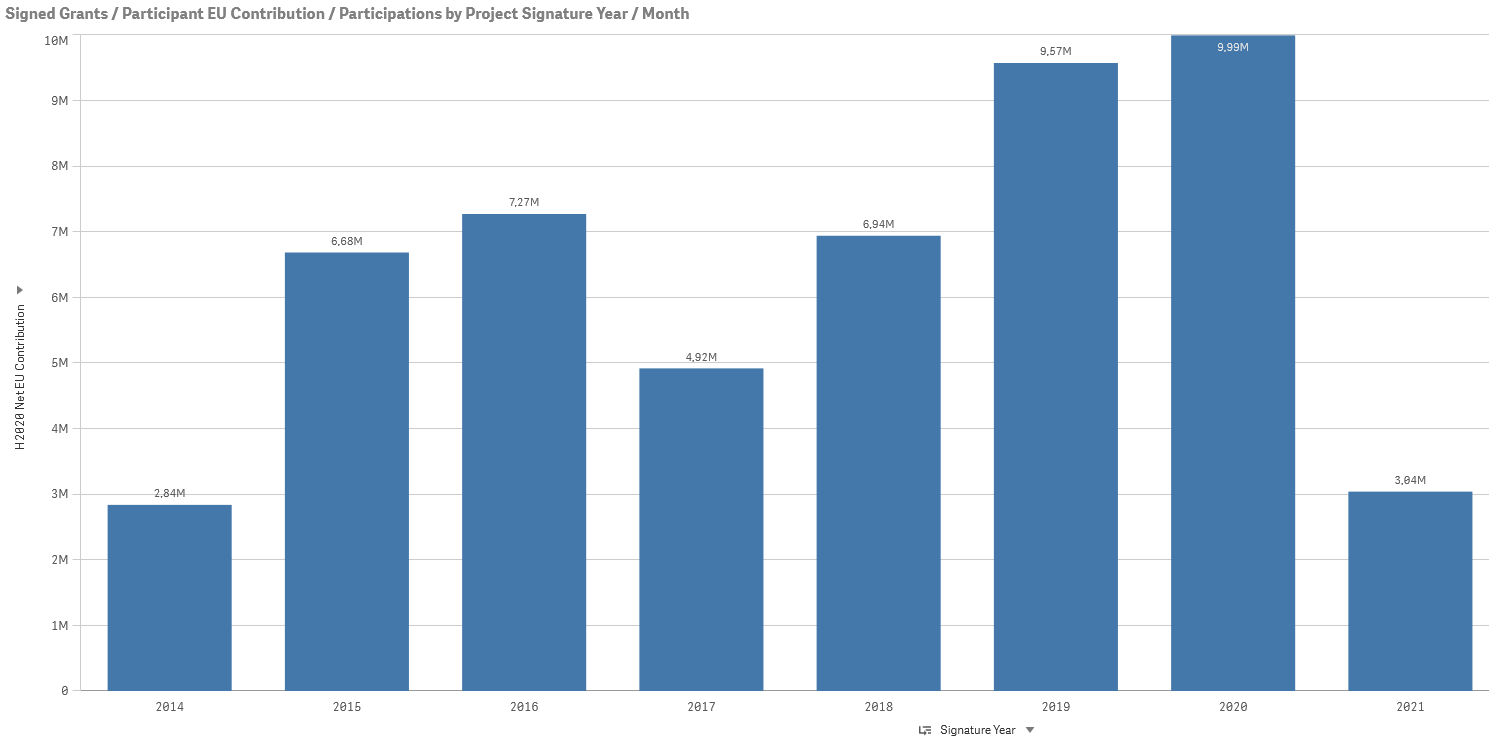 Signed Grants / Participant EU Contribution / Participations by Project Signature Year / Month
10M
9M
8M
7M
6M
5M
4M
3M
2M
1M
0
H2020 Net EU Contribution
2,84M
6,68M
7,27M
4,92M
6,94M
9,57M
9,99M
3,04M
2014 2015 2016 2017 2018 2019 2020 2021
Signature Year